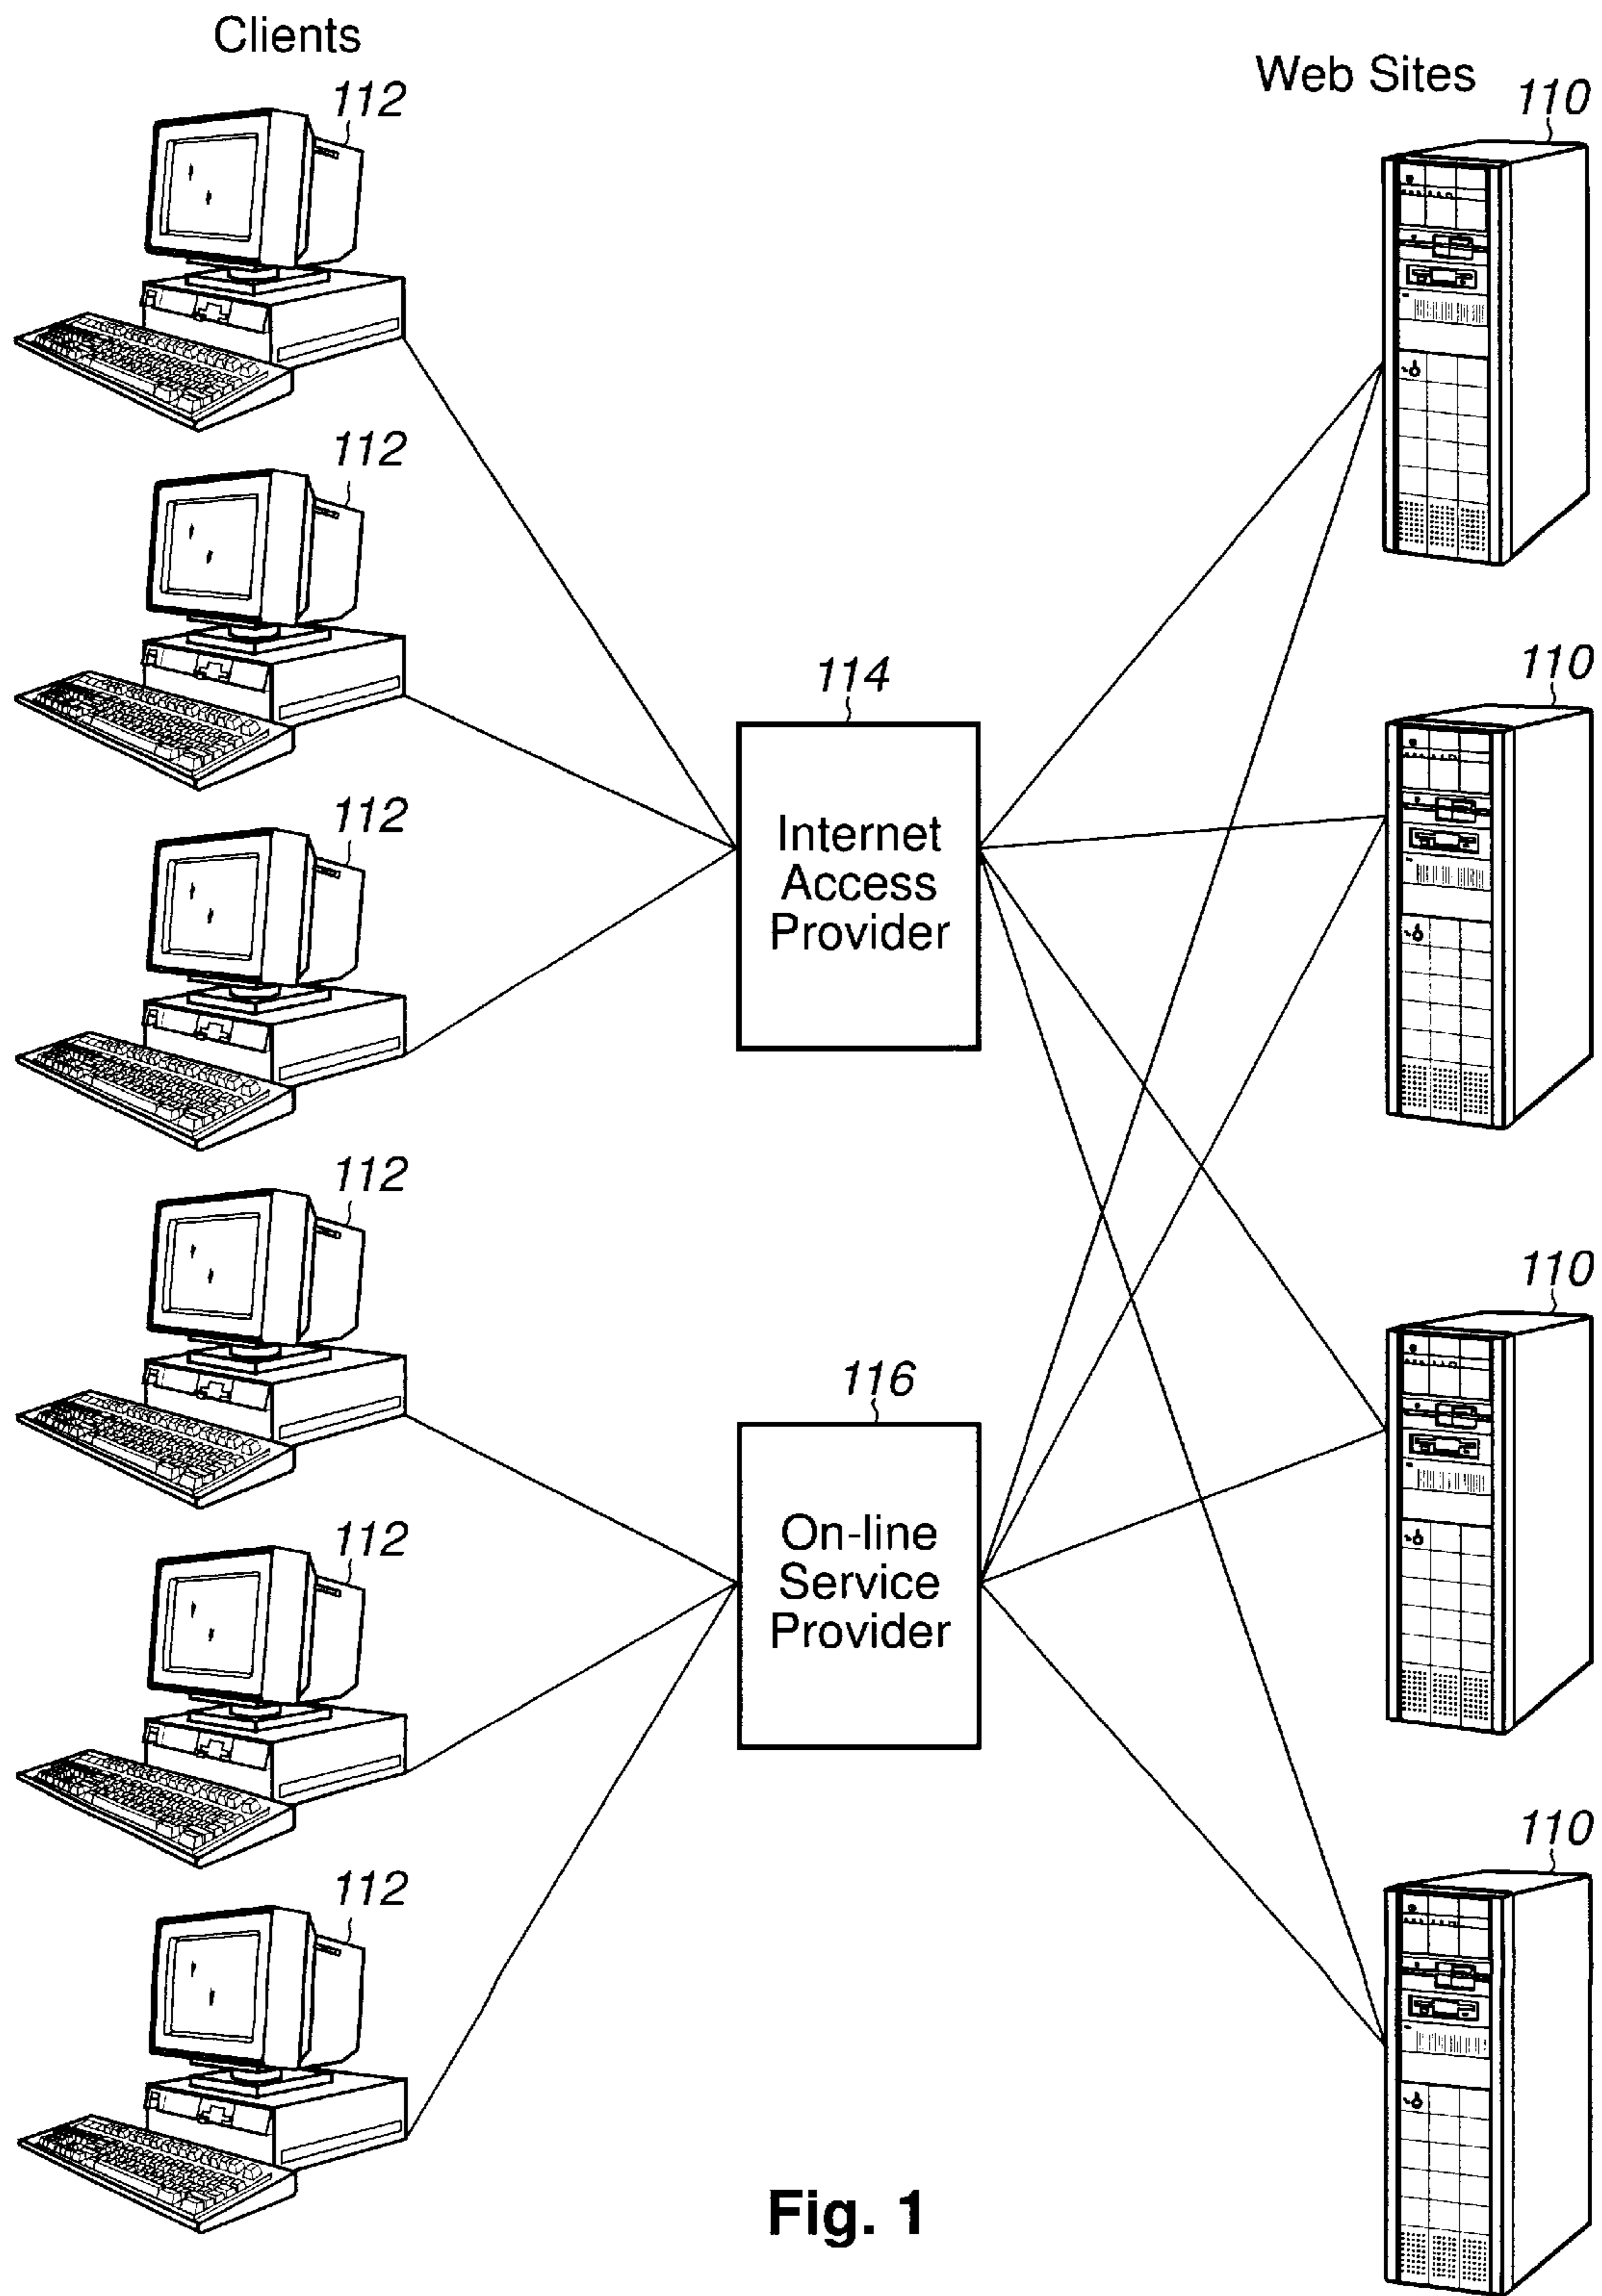 Clients
Web Sites
112
110
112
114
110
Internet
Access
Provider
112
112
110
116
On-line
Service
Provider
112
110
112
Fig. 1